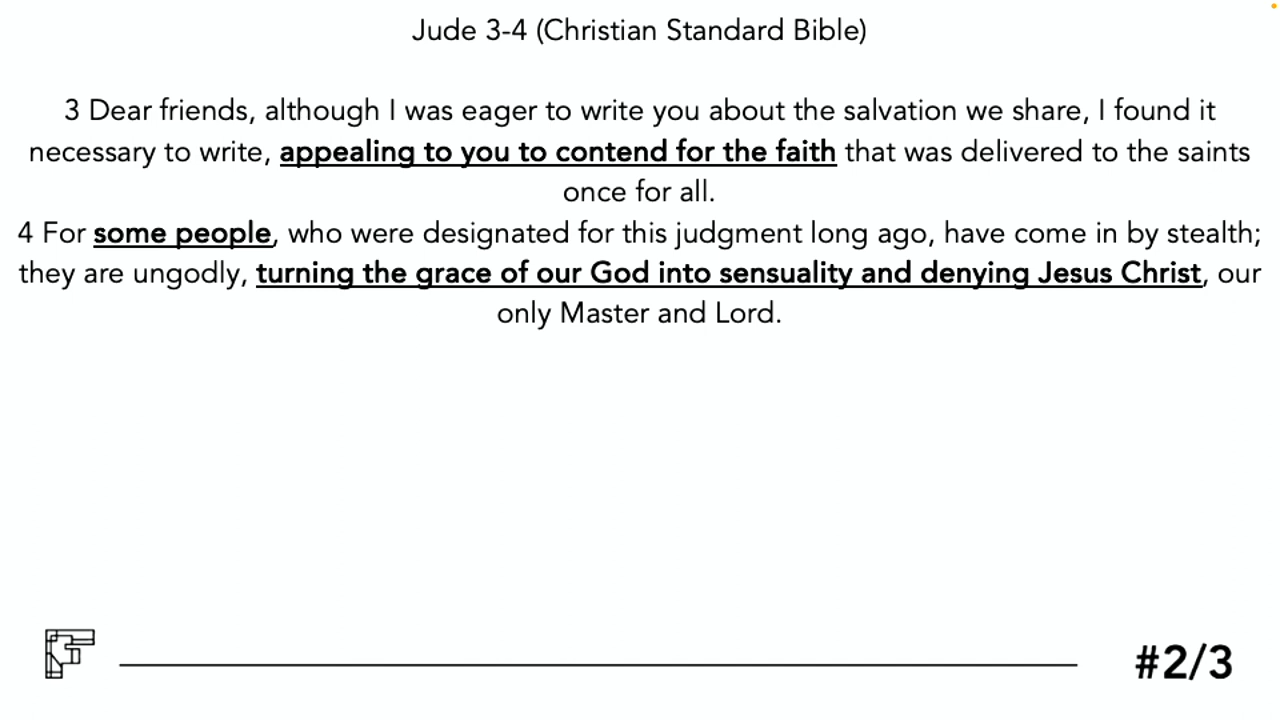 Jude 3-4 (Christian Standard Bible)
3 Dear friends, although I was eager to write you about the salvation we share, I found it
necessary to write, appealing to you to contend for the faith that was delivered to the saints
once for all.
4 For some people, who were designated for this judgment long ago, have come in by stealth;
they are ungodly, turning the grace of our God into sensuality and denying Jesus Christ, our
only Master and Lord.
#2/3